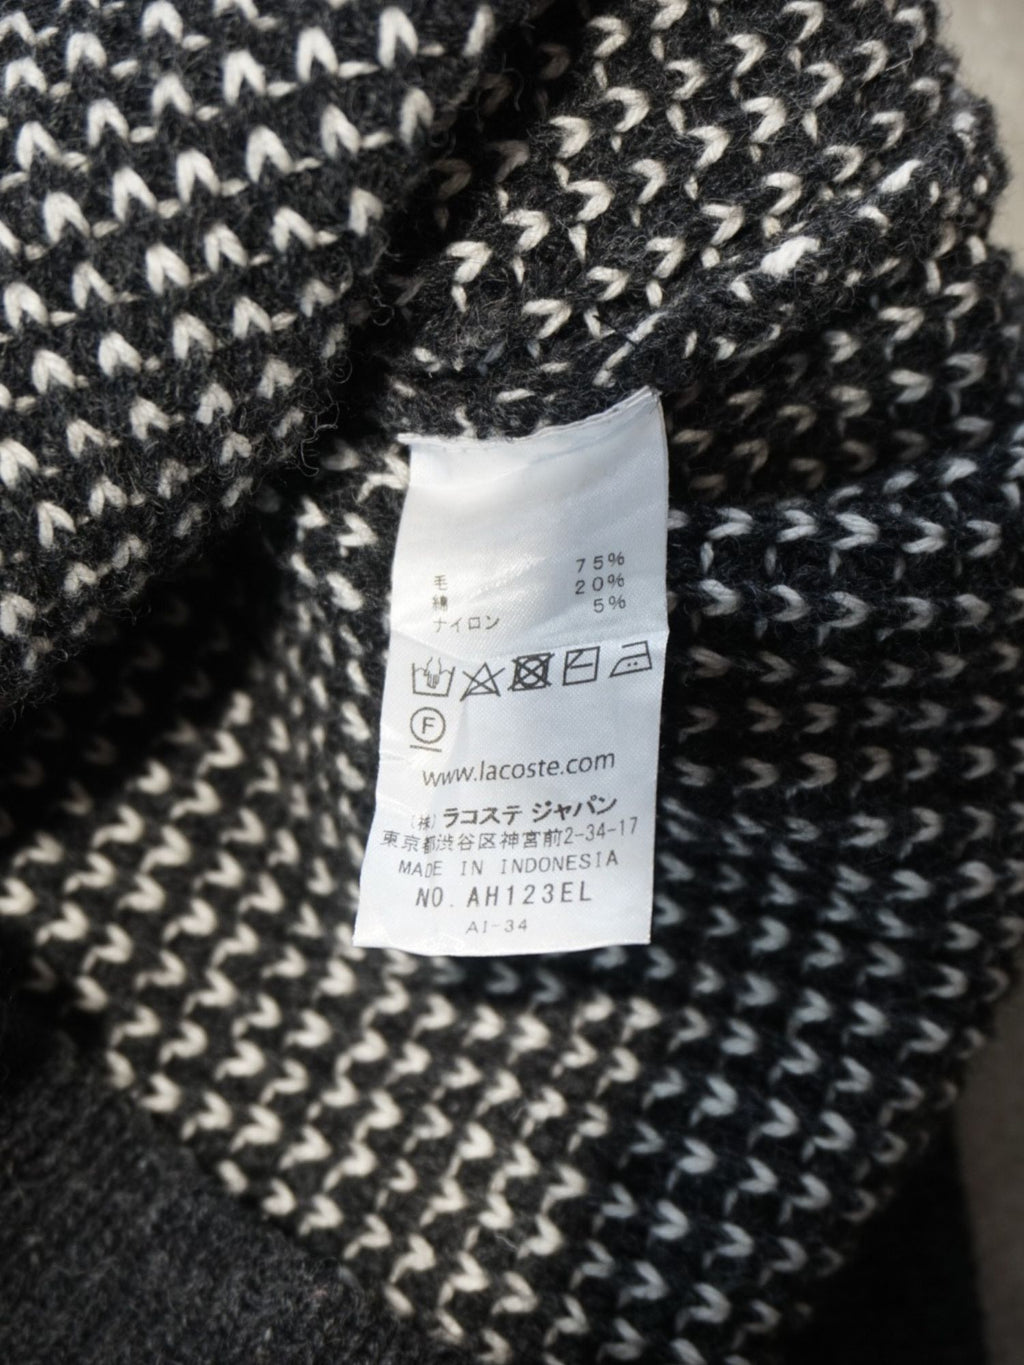 毛 75%
綿 20%
ナイロン 5%
F
www.lacoste.com
(株) ラコステ ジャパン
東京都渋谷区神宮前2-34-17
MADE IN INDONESIA
NO. AH123EL
AI-34